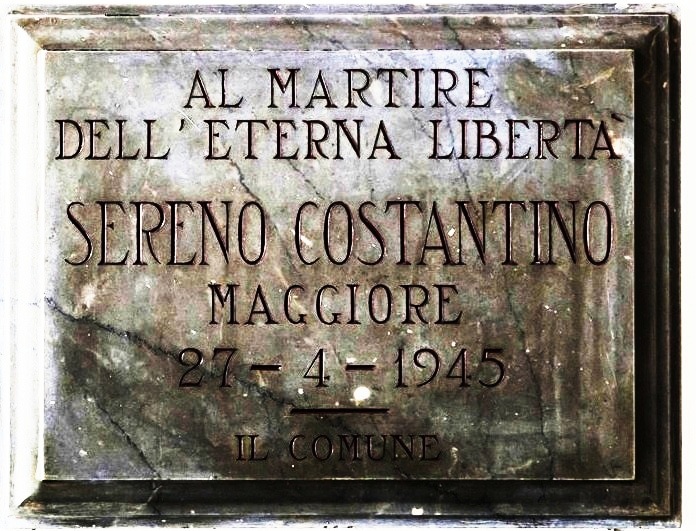 AL MARTIRE
DELL'ETERNA LIBERTÀ
SERENO COSTANTINO
MAGGIORE
27-4-1945
IL COMUNE